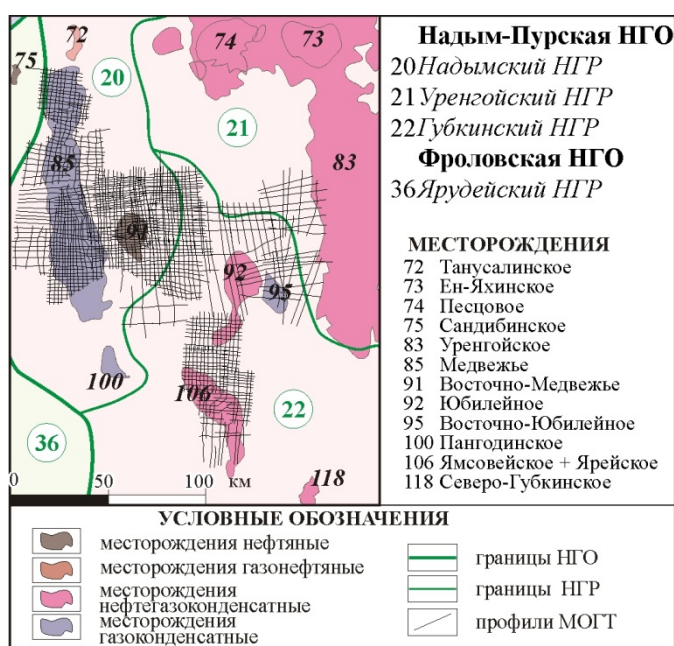 72
75
20
74
73
21
85
83
91
92
95
100
106
22
36
118
0 50 100 км
Надым-Пурская НГО
20 Надымский НГР
21 Уренгойский НГР
22 Губкинский НГР
Фроловская НГО
36 Ярудейский НГР
МЕСТОРОЖДЕНИЯ
72 Танусалинское
73 Ен-Яхинское
74 Песцовое
75 Сандибинское
83 Уренгойское
85 Медвежье
91 Восточно-Медвежье
92 Юбилейное
95 Восточно-Юбилейное
100 Пангодинское
106 Ямсовейское + Ярейское
118 Северо-Губкинское
УСЛОВНЫЕ ОБОЗНАЧЕНИЯ
месторождения нефтяные
месторождения газонефтяные
месторождения
нефтегазоконденсатные
месторождения
газоконденсатные
границы НГО
границы НГР
профили МОГТ